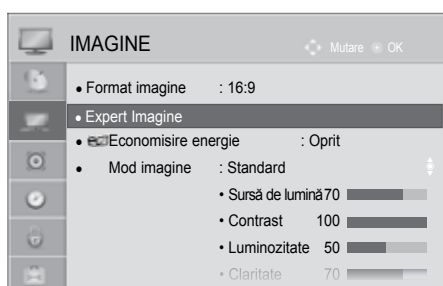 IMAGINE
Mutare OK
• Format imagine : 16:9
• Expert Imagine
• Economisire energie : Oprit
• Mod imagine : Standard
• Sursă de lumină 70
• Contrast 100
• Luminozitate 50
• Claritate 70